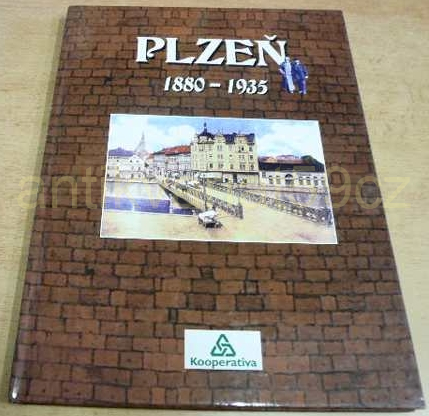 PLZEŇ
1880 – 1935
Kooperativa